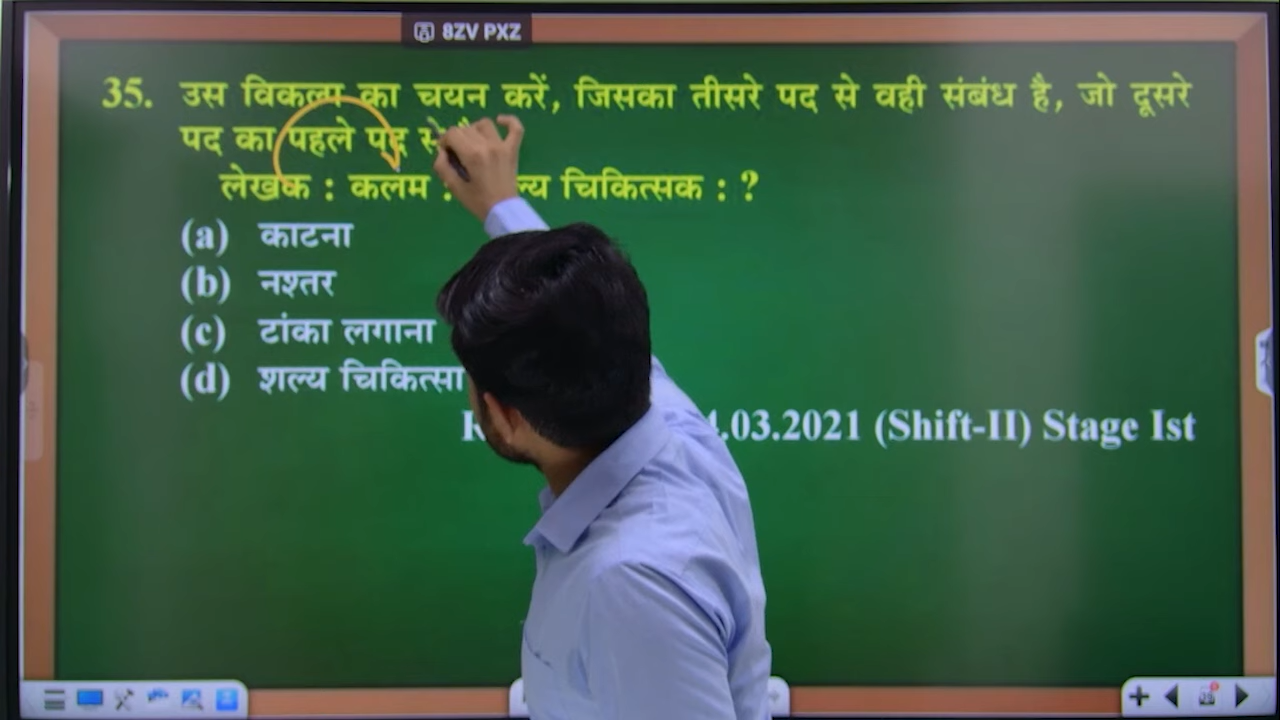 8ZV PXZ
35. उस विकल्प का चयन करें, जिसका तीसरे पद से वही संबंध है, जो दूसरे
पद का पहले पद से
लेखक : कलम : चिकित्सक : ?
(a) काटना
(b) नश्तर
(c) टांका लगाना
(d) शल्य चिकित्सा
.03.2021 (Shift-II) Stage Ist